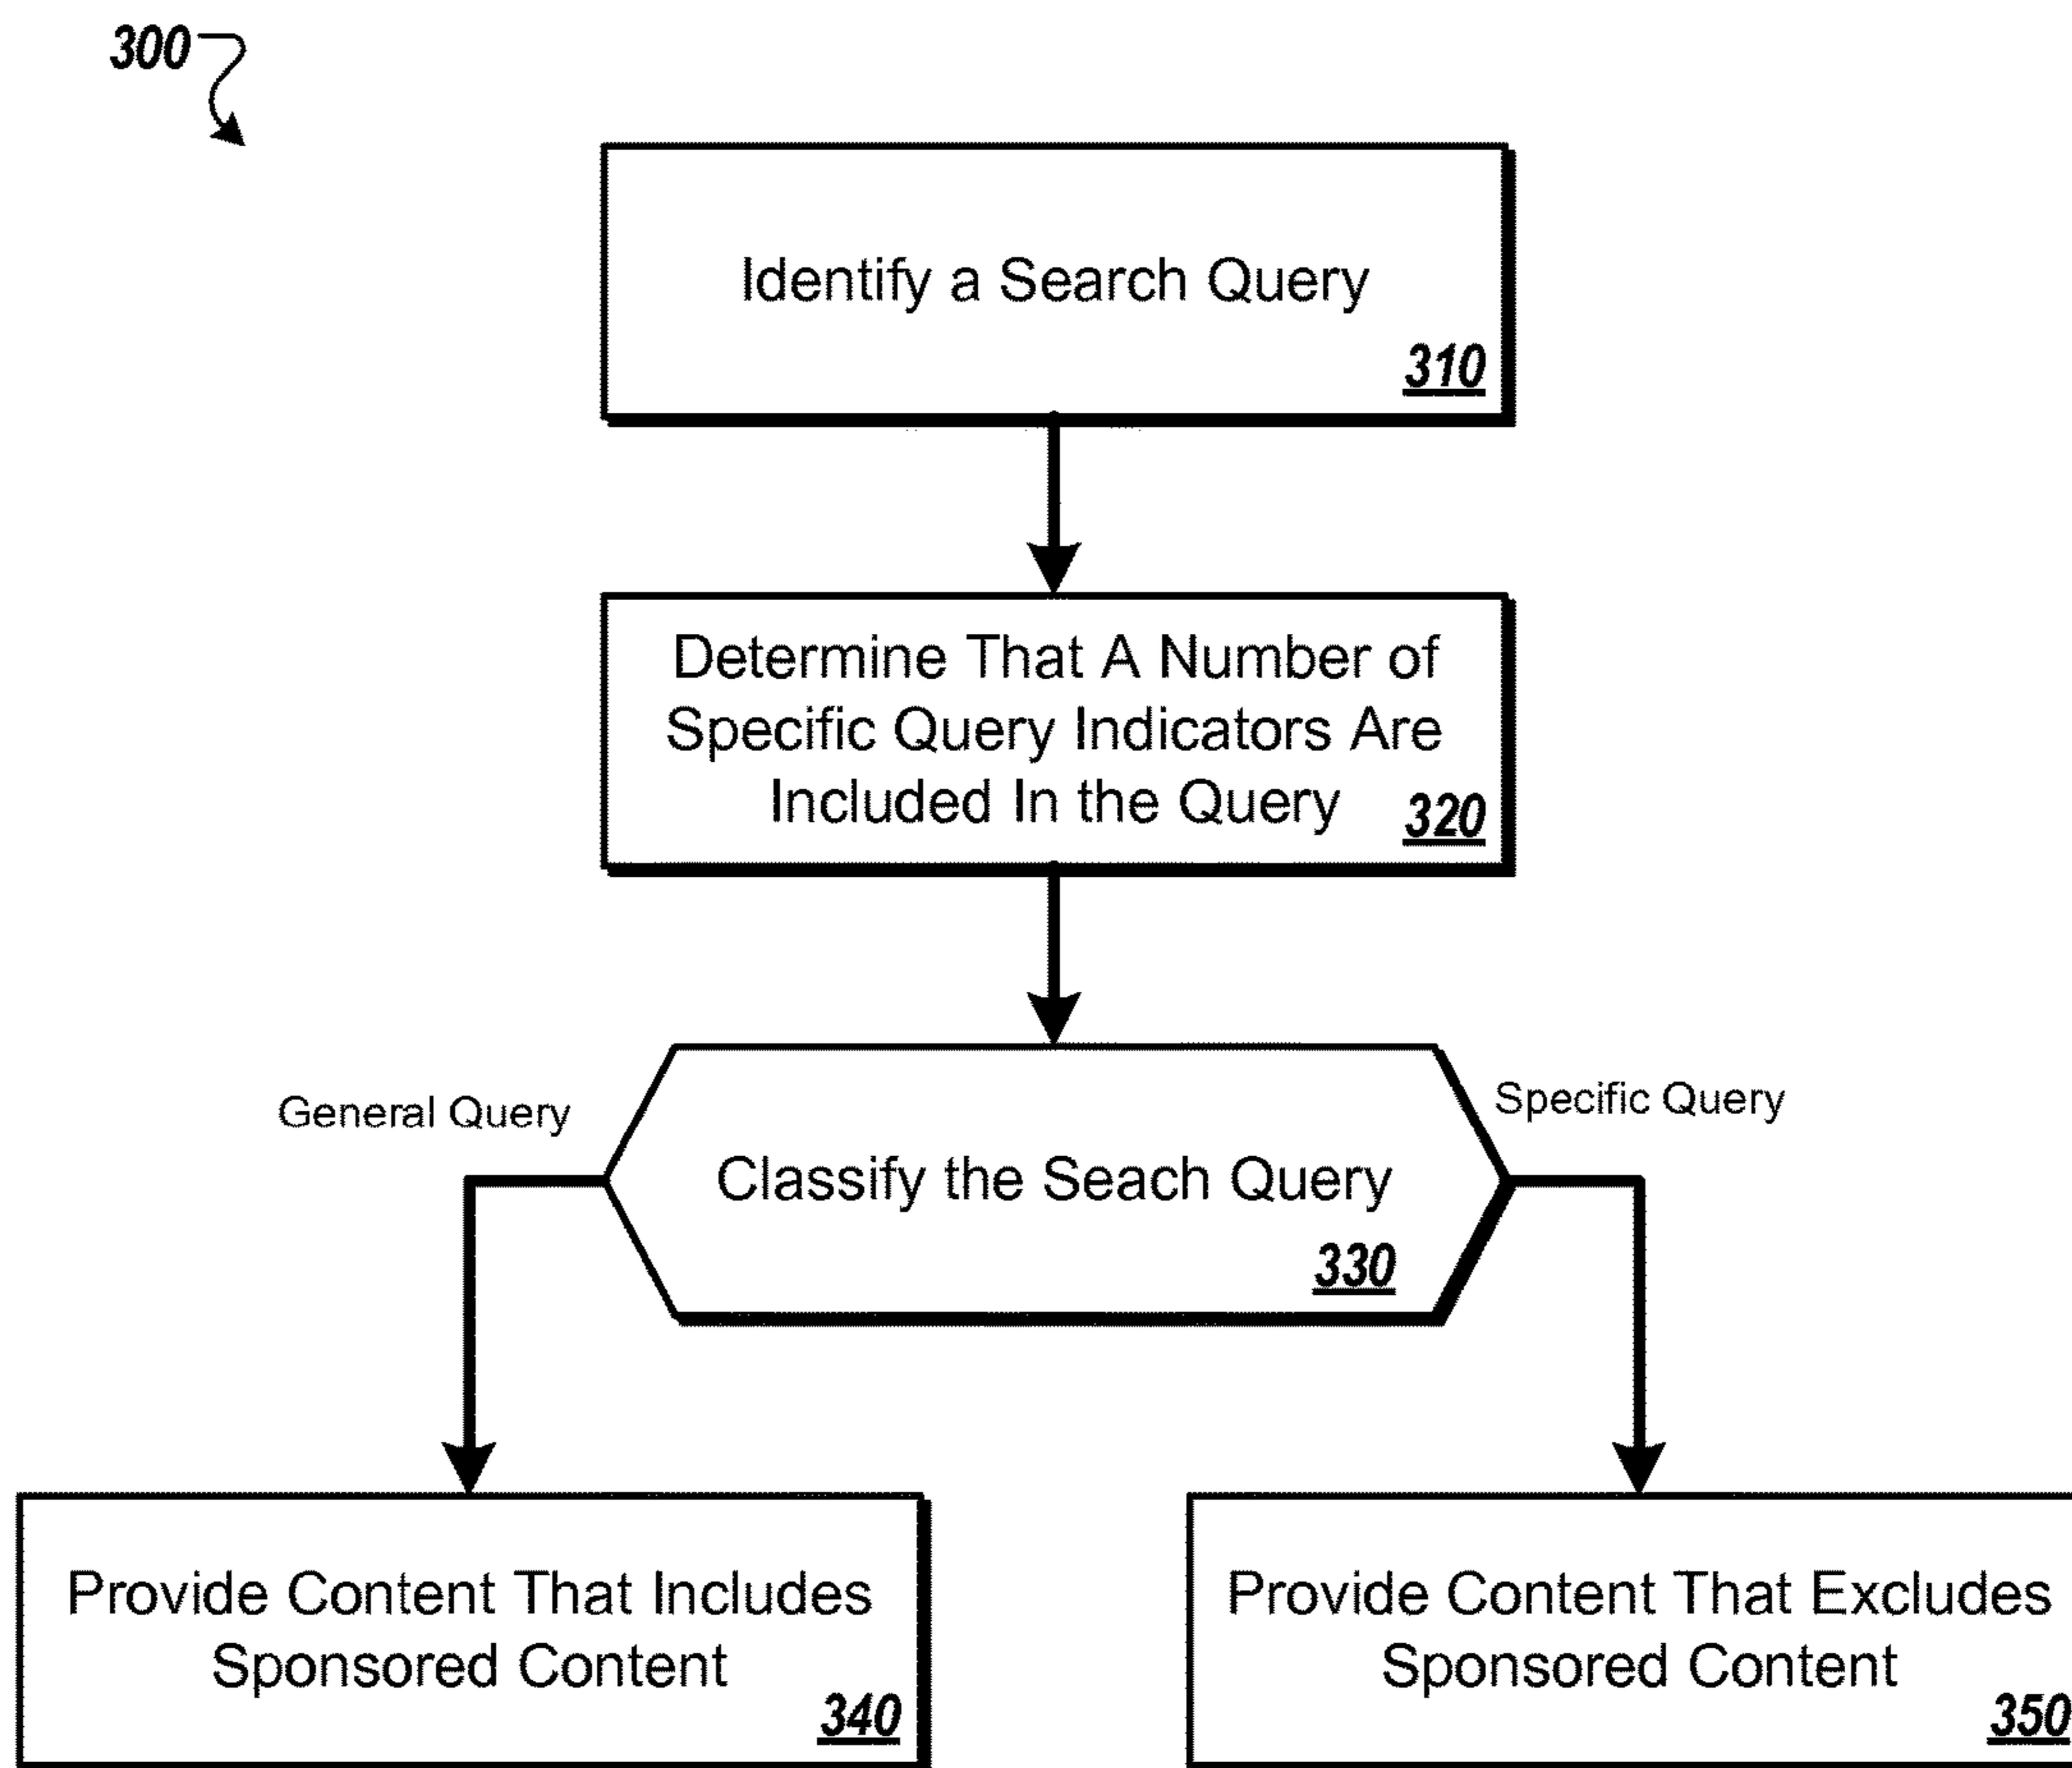 300
Identify a Search Query
310
Determine That A Number of
Specific Query Indicators Are
Included In the Query
320
General Query
Specific Query
Classify the Seach Query
330
Provide Content That Includes
Sponsored Content
340
Provide Content That Excludes
Sponsored Content
350